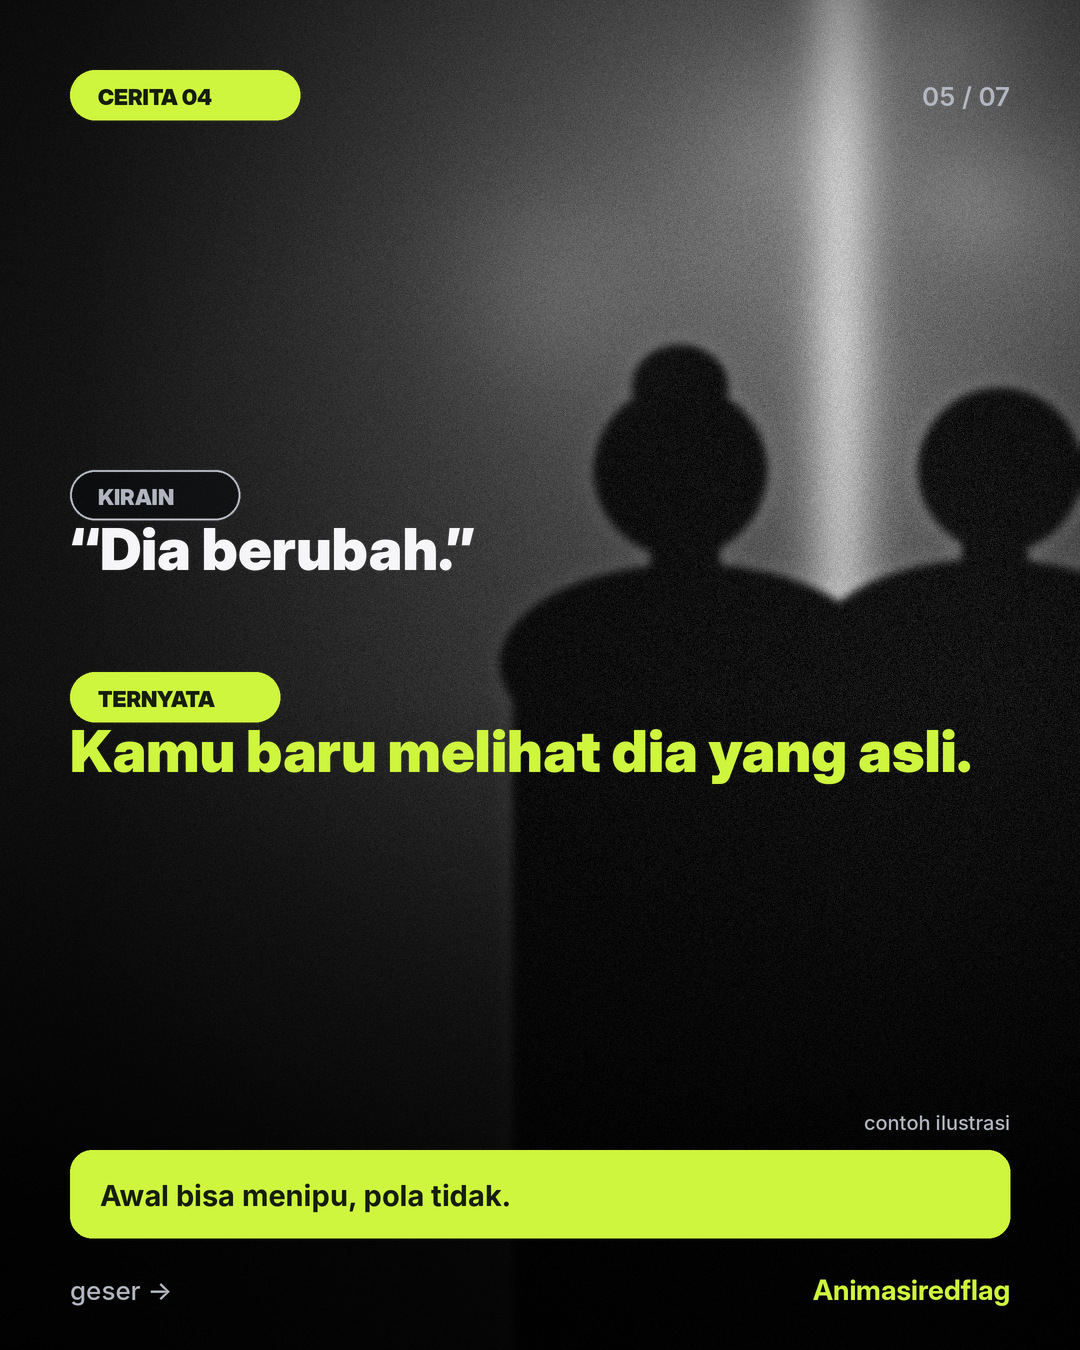 CERITA 04
05 / 07
KIRAIN
“Dia berubah.”
TERNYATA
Kamu baru melihat dia yang asli.
contoh ilustrasi
Awal bisa menipu, pola tidak.
geser →
Animasiredflag